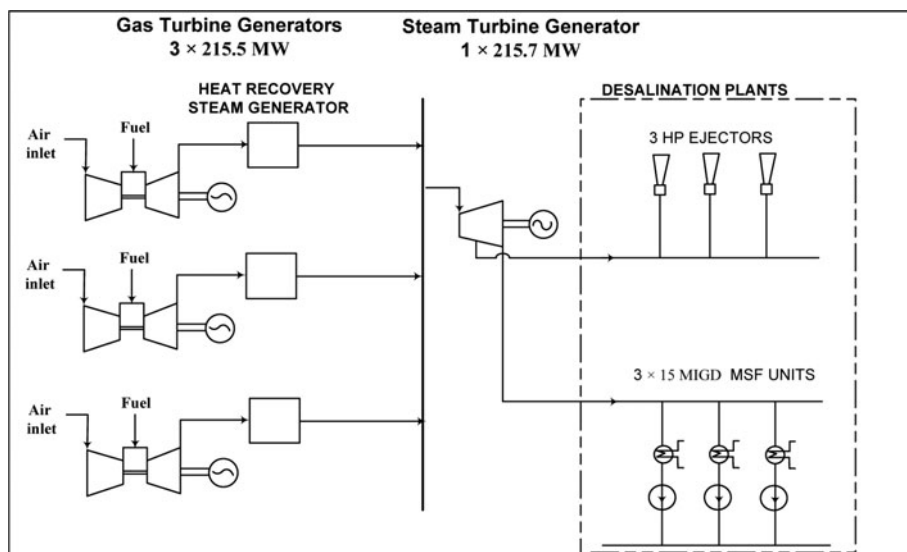 Gas Turbine Generators
3 × 215.5 MW
Steam Turbine Generator
1 × 215.7 MW
HEAT RECOVERY
STEAM GENERATOR
DESALINATION PLANTS
Air
inlet
Fuel
3 HP EJECTORS
Air
inlet
Fuel
3 × 15 MIGD MSF UNITS
Air
inlet
Fuel